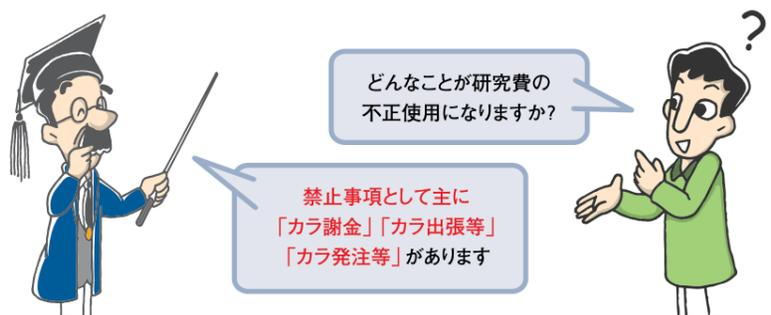 ?
どんなことが研究費の
不正使用になりますか?
禁止事項として主に
「カラ謝金」「カラ出張等」
「カラ発注等」があります